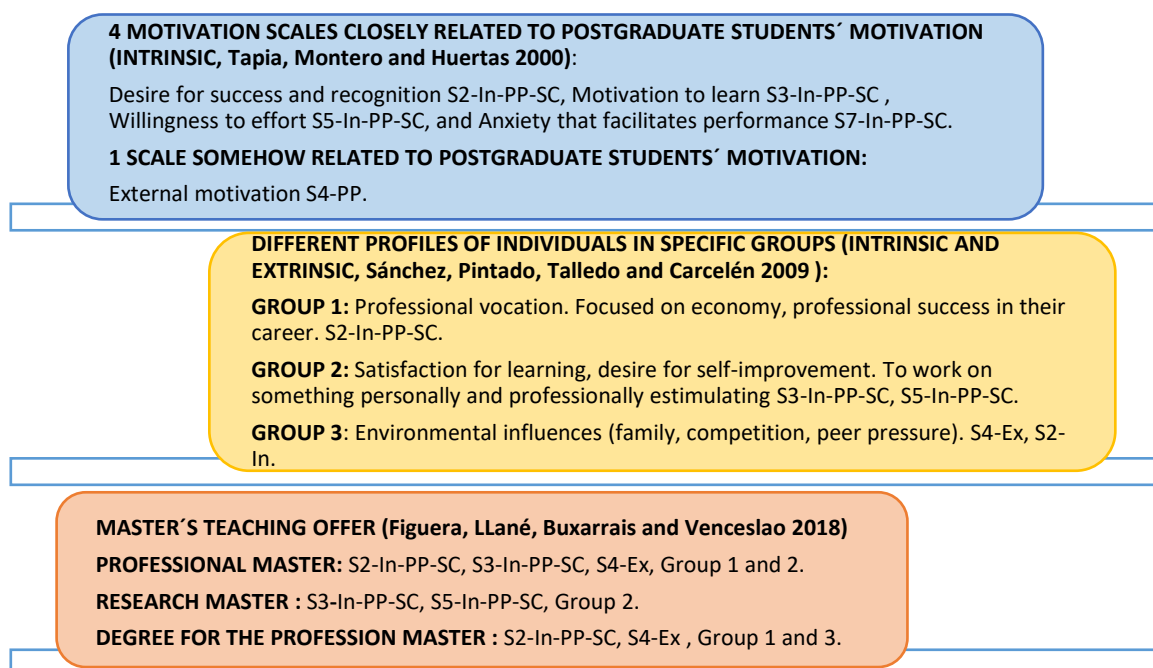 4 MOTIVATION SCALES CLOSELY RELATED TO POSTGRADUATE STUDENTS´ MOTIVATION
(INTRINSIC, Tapia, Montero and Huertas 2000):
Desire for success and recognition S2-In-PP-SC, Motivation to learn S3-In-PP-SC ,
Willingness to effort S5-In-PP-SC, and Anxiety that facilitates performance S7-In-PP-SC.
1 SCALE SOMEHOW RELATED TO POSTGRADUATE STUDENTS´ MOTIVATION:
External motivation S4-PP.
DIFFERENT PROFILES OF INDIVIDUALS IN SPECIFIC GROUPS (INTRINSIC AND
EXTRINSIC, Sánchez, Pintado, Talledo and Carcelén 2009 ):
GROUP 1: Professional vocation. Focused on economy, professional success in their
career. S2-In-PP-SC.
GROUP 2: Satisfaction for learning, desire for self-improvement. To work on
something personally and professionally estimulating S3-In-PP-SC, S5-In-PP-SC.
GROUP 3: Environmental influences (family, competition, peer pressure). S4-Ex, S2-
In.
MASTER´S TEACHING OFFER (Figuera, LLané, Buxarrais and Venceslao 2018)
PROFESSIONAL MASTER: S2-In-PP-SC, S3-In-PP-SC, S4-Ex, Group 1 and 2.
RESEARCH MASTER : S3-In-PP-SC, S5-In-PP-SC, Group 2.
DEGREE FOR THE PROFESSION MASTER : S2-In-PP-SC, S4-Ex , Group 1 and 3.